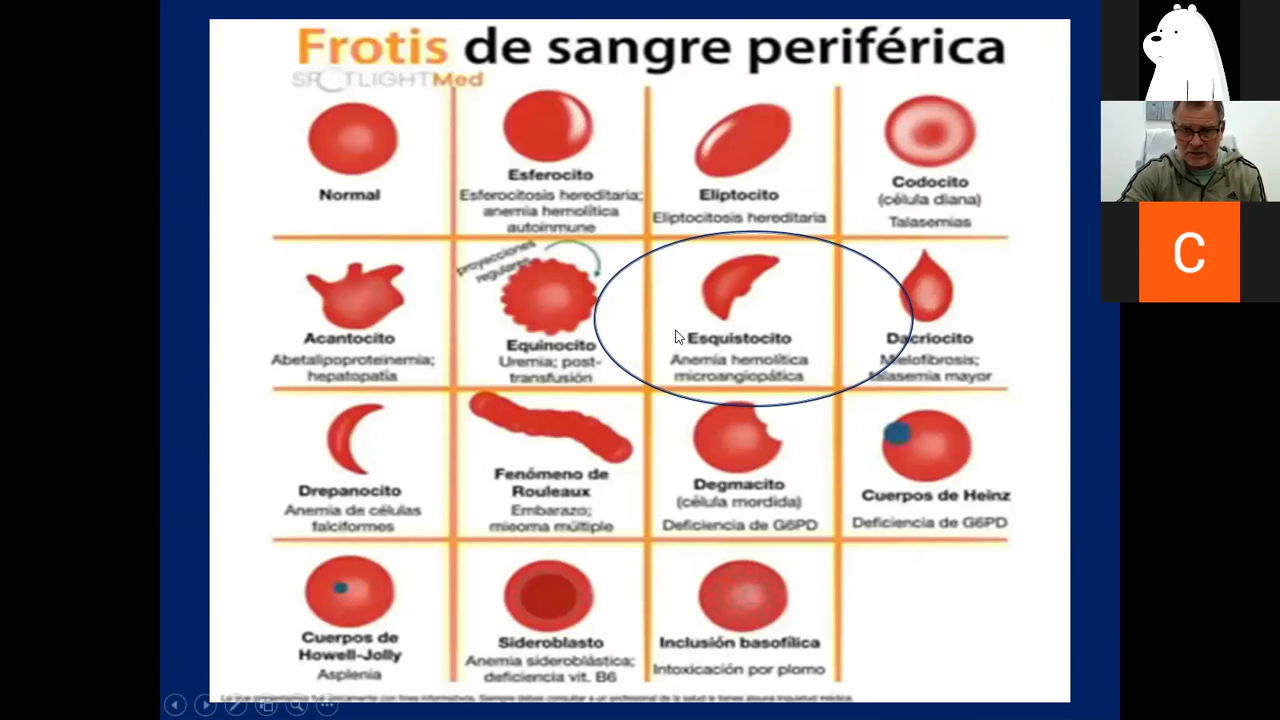 Frotis de sangre periférica
SPOTLIGHTMed
Normal
Esferocito
Esferocitosis hereditaria;
anemia hemolítica
autoinmune
Eliptocito
Eliptocitosis hereditaria
Codocito
(célula diana)
Talasemias
Acantocito
Abetalipoproteinemia;
hepatopatía
proyecciones
regulares
Equinocito
Uremia; post-
transfusión
Esquistocito
Anemia hemolítica
microangiopática
Dacriocito
Mielofibrosis;
talasemia mayor
Drepanocito
Anemia de células
falciformes
Fenómeno de
Rouleaux
Embarazo;
mieoma múltiple
Degmacito
(célula mordida)
Deficiencia de G6PD
Cuerpos de Heinz
Deficiencia de G6PD
Cuerpos de
Howell-Jolly
Asplenia
Sideroblasto
Anemia sideroblástica;
deficiencia vit. B6
Inclusión basofílica
Intoxicación por plomo
C